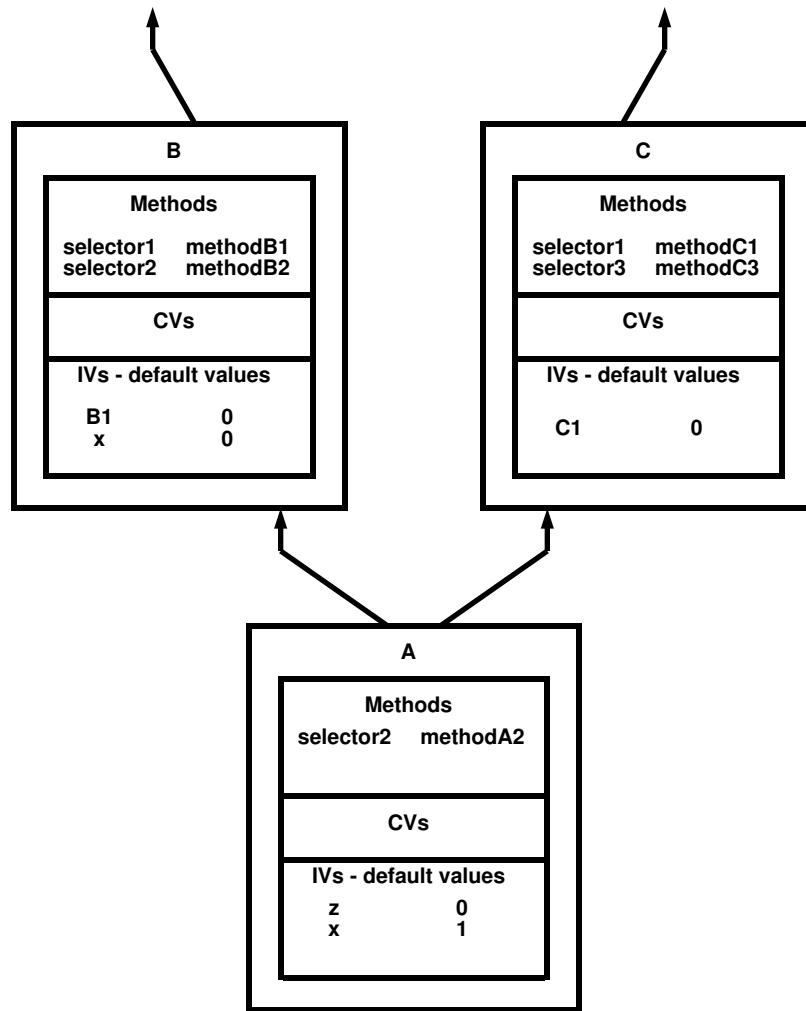 B
Methods
selector1 methodB1
selector2 methodB2
CVs
IVs - default values
B1 0
x 0
C
Methods
selector1 methodC1
selector3 methodC3
CVs
IVs - default values
C1 0
A
Methods
selector2 methodA2
CVs
IVs - default values
z 0
x 1